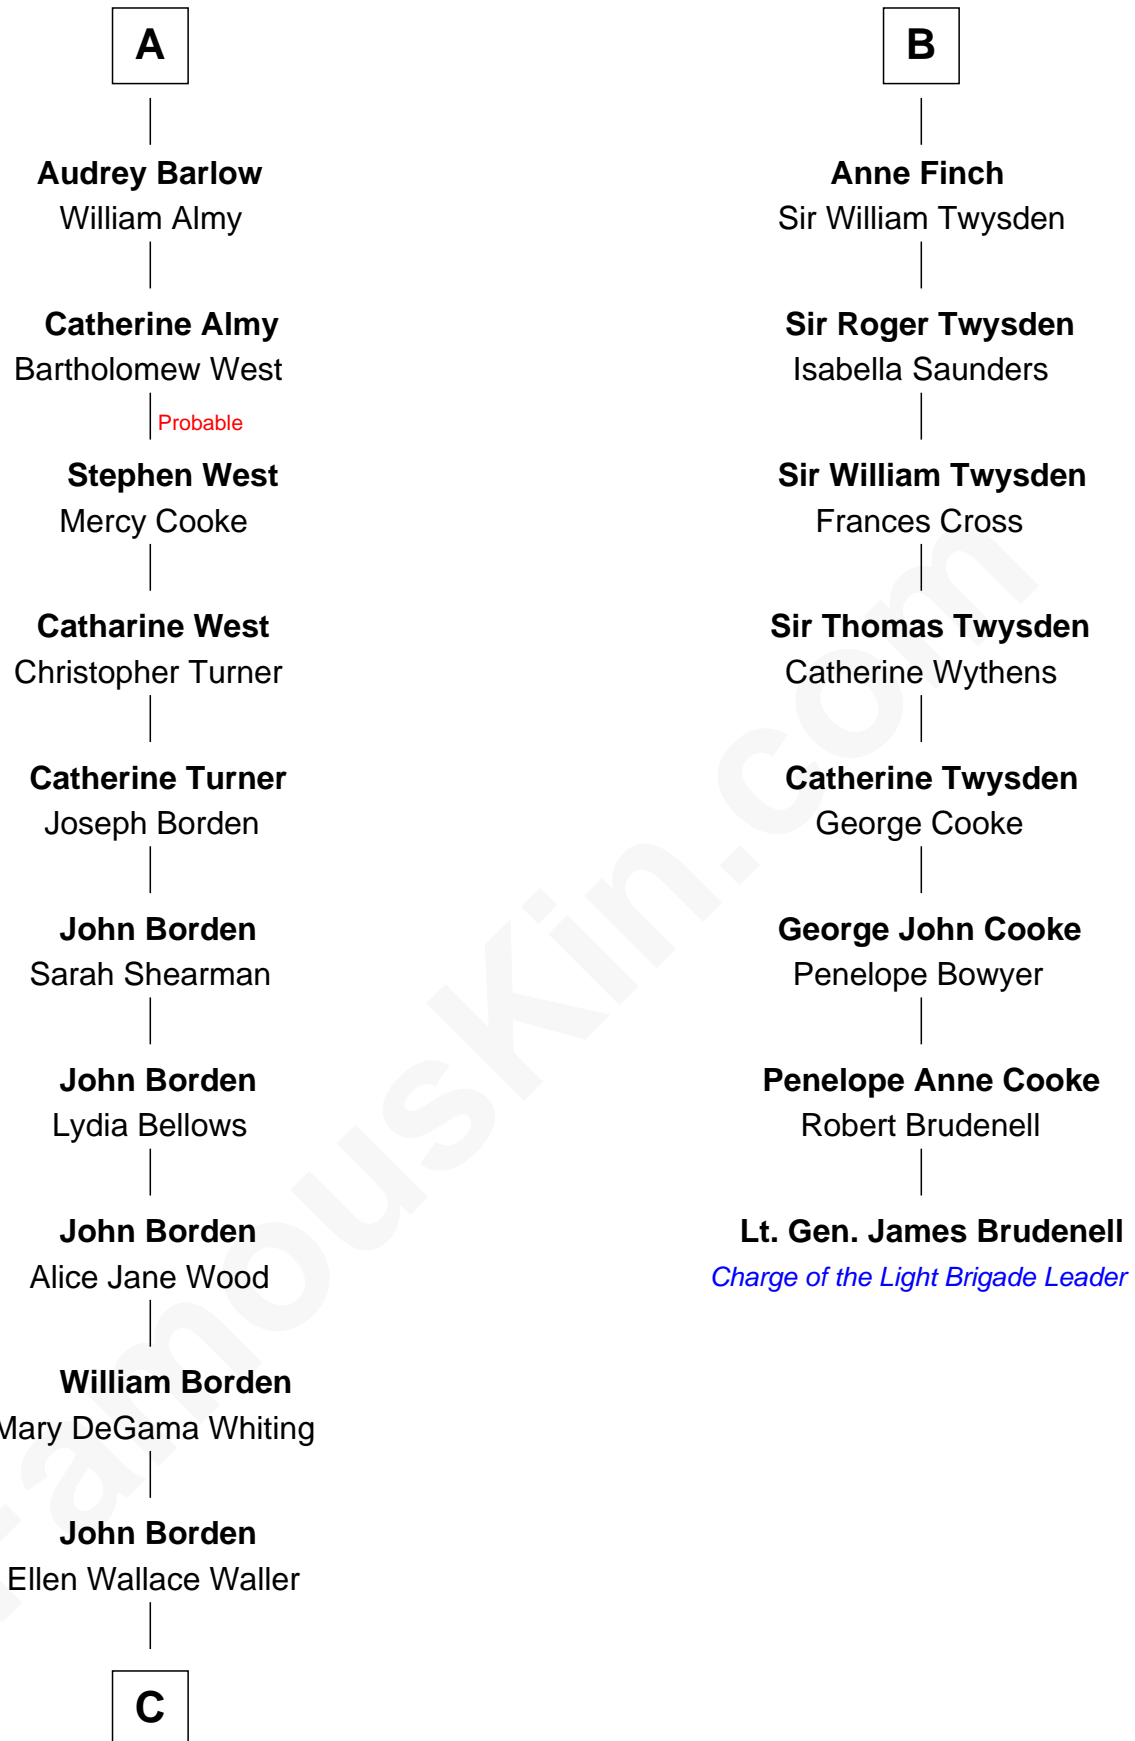 A
Audrey Barlow
William Almy
Catherine Almy
Bartholomew West
Probable
Stephen West
Mercy Cooke
Catharine West
Christopher Turner
Catherine Turner
Joseph Borden
John Borden
Sarah Shearman
John Borden
Lydia Bellows
John Borden
Alice Jane Wood
William Borden
Mary DeGama Whiting
John Borden
Ellen Wallace Waller
C
B
Anne Finch
Sir William Twysden
Sir Roger Twysden
Isabella Saunders
Sir William Twysden
Frances Cross
Sir Thomas Twysden
Catherine Wythens
Catherine Twysden
George Cooke
George John Cooke
Penelope Bowyer
Penelope Anne Cooke
Robert Brudenell
Lt. Gen. James Brudenell
Charge of the Light Brigade Leader
FamousKin.com